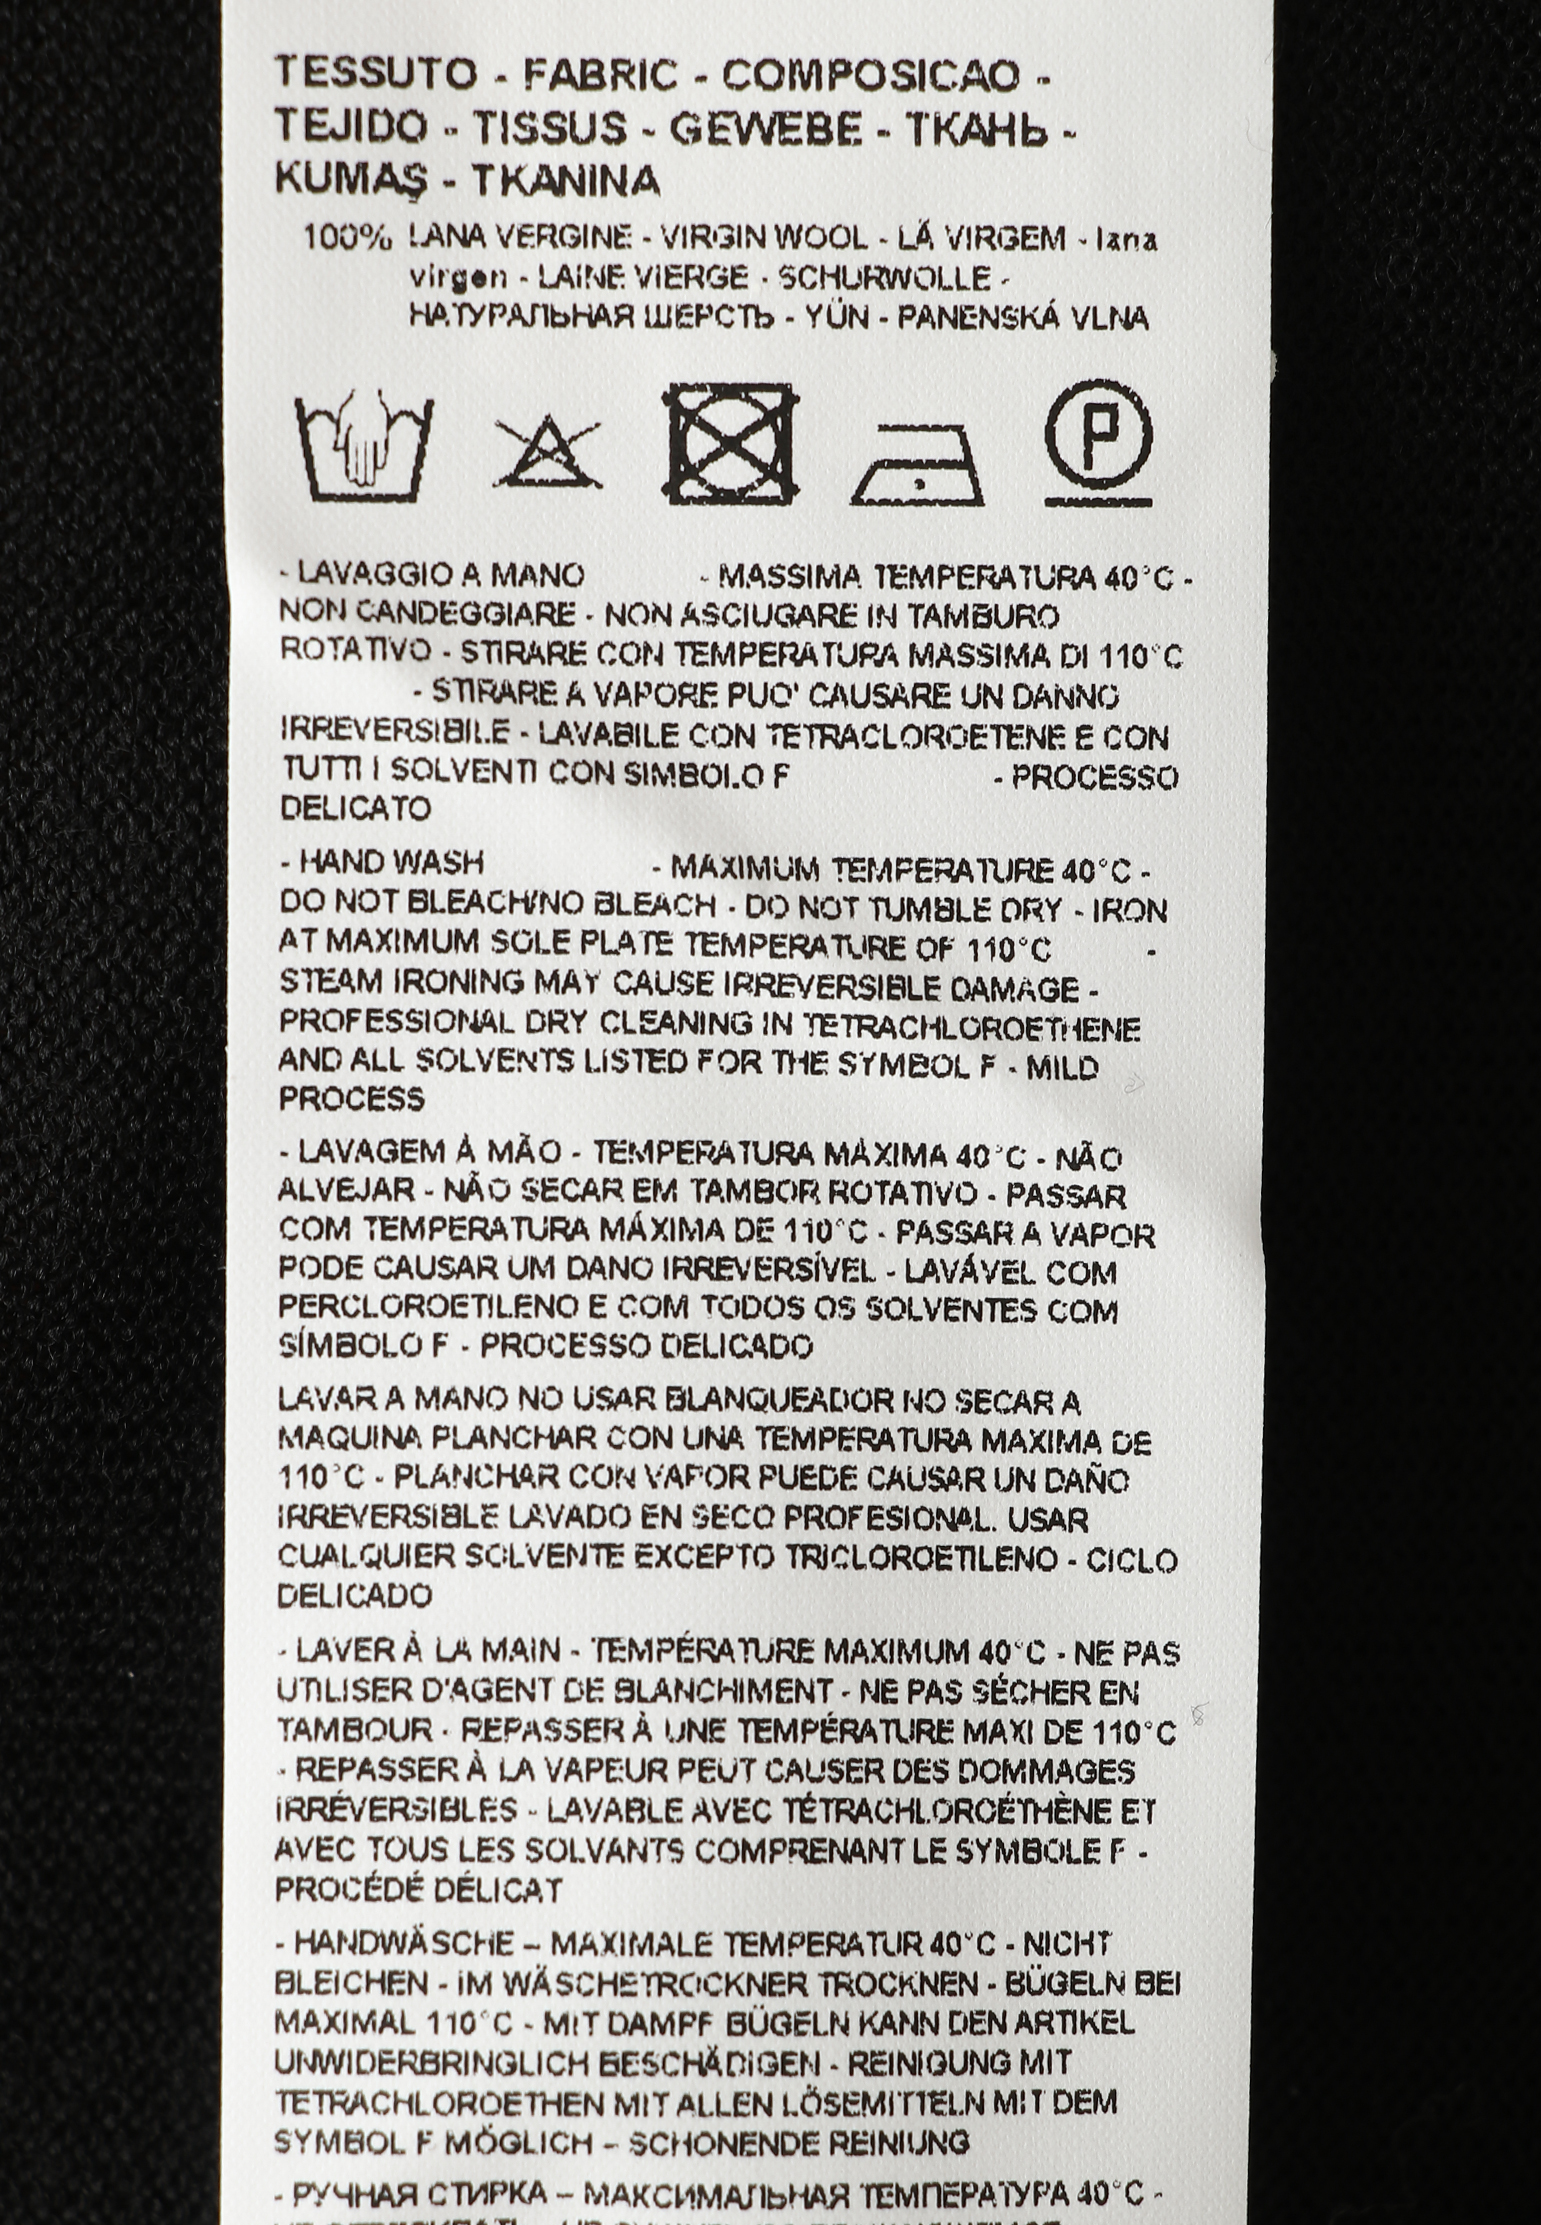 TESSUTO - FABRIC - COMPOSICAO -
TEJIDO - TISSUS - GEWEBE - ТКАНЬ -
KUMAŞ - TKANINA
100% LANA VERGINE - VIRGIN WOOL - LÃ VIRGEM - lana
virgen - LAINE VIERGE - SCHURWOLLE -
НАТУРАЛЬНАЯ ШЕРСТЬ - YÜN - PANENSKÁ VLNA
P
- LAVAGGIO A MANO - MASSIMA TEMPERATURA 40°C -
NON CANDEGGIARE - NON ASCIUGARE IN TAMBURO
ROTATIVO - STIRARE CON TEMPERATURA MASSIMA DI 110°C
- STIRARE A VAPORE PUO' CAUSARE UN DANNO
IRREVERSIBILE - LAVABILE CON TETRACLOROETENE E CON
TUTTI I SOLVENTI CON SIMBOLO F - PROCESSO
DELICATO
- HAND WASH - MAXIMUM TEMPERATURE 40°C -
DO NOT BLEACH/NO BLEACH - DO NOT TUMBLE DRY - IRON
AT MAXIMUM SOLE PLATE TEMPERATURE OF 110°C -
STEAM IRONING MAY CAUSE IRREVERSIBLE DAMAGE -
PROFESSIONAL DRY CLEANING IN TETRACHLOROETHENE
AND ALL SOLVENTS LISTED FOR THE SYMBOL F - MILD
PROCESS
- LAVAGEM À MÃO - TEMPERATURA MÁXIMA 40°C - NÃO
ALVEJAR - NÃO SECAR EM TAMBOR ROTATIVO - PASSAR
COM TEMPERATURA MÁXIMA DE 110°C - PASSAR A VAPOR
PODE CAUSAR UM DANO IRREVERSÍVEL - LAVÁVEL COM
PERCLOROETILENO E COM TODOS OS SOLVENTES COM
SÍMBOLO F - PROCESSO DELICADO
LAVAR A MANO NO USAR BLANQUEADOR NO SECAR A
MAQUINA PLANCHAR CON UNA TEMPERATURA MAXIMA DE
110°C - PLANCHAR CON VAPOR PUEDE CAUSAR UN DAÑO
IRREVERSIBLE LAVADO EN SECO PROFESIONAL. USAR
CUALQUIER SOLVENTE EXCEPTO TRICLOROETILENO - CICLO
DELICADO
- LAVER À LA MAIN - TEMPÉRATURE MAXIMUM 40°C - NE PAS
UTILISER D'AGENT DE BLANCHIMENT - NE PAS SÉCHER EN
TAMBOUR - REPASSER À UNE TEMPÉRATURE MAXI DE 110°C
- REPASSER À LA VAPEUR PEUT CAUSER DES DOMMAGES
IRRÉVERSIBLES - LAVABLE AVEC TÉTRACHLOROÉTHÈNE ET
AVEC TOUS LES SOLVANTS COMPRENANT LE SYMBOLE F -
PROCÉDÉ DÉLICAT
- HANDWÄSCHE – MAXIMALE TEMPERATUR 40°C - NICHT
BLEICHEN - IM WÄSCHETROCKNER TROCKNEN - BÜGELN BEI
MAXIMAL 110°C - MIT DAMPF BÜGELN KANN DEN ARTIKEL
UNWIDERBRINGLICH BESCHÄDIGEN - REINIGUNG MIT
TETRACHLOROETHEN MIT ALLEN LÖSEMITTELN MIT DEM
SYMBOL F MÖGLICH – SCHONENDE REINIUNG
- РУЧНАЯ СТИРКА – МАКСИМАЛЬНАЯ ТЕМПЕРАТУРА 40°C -